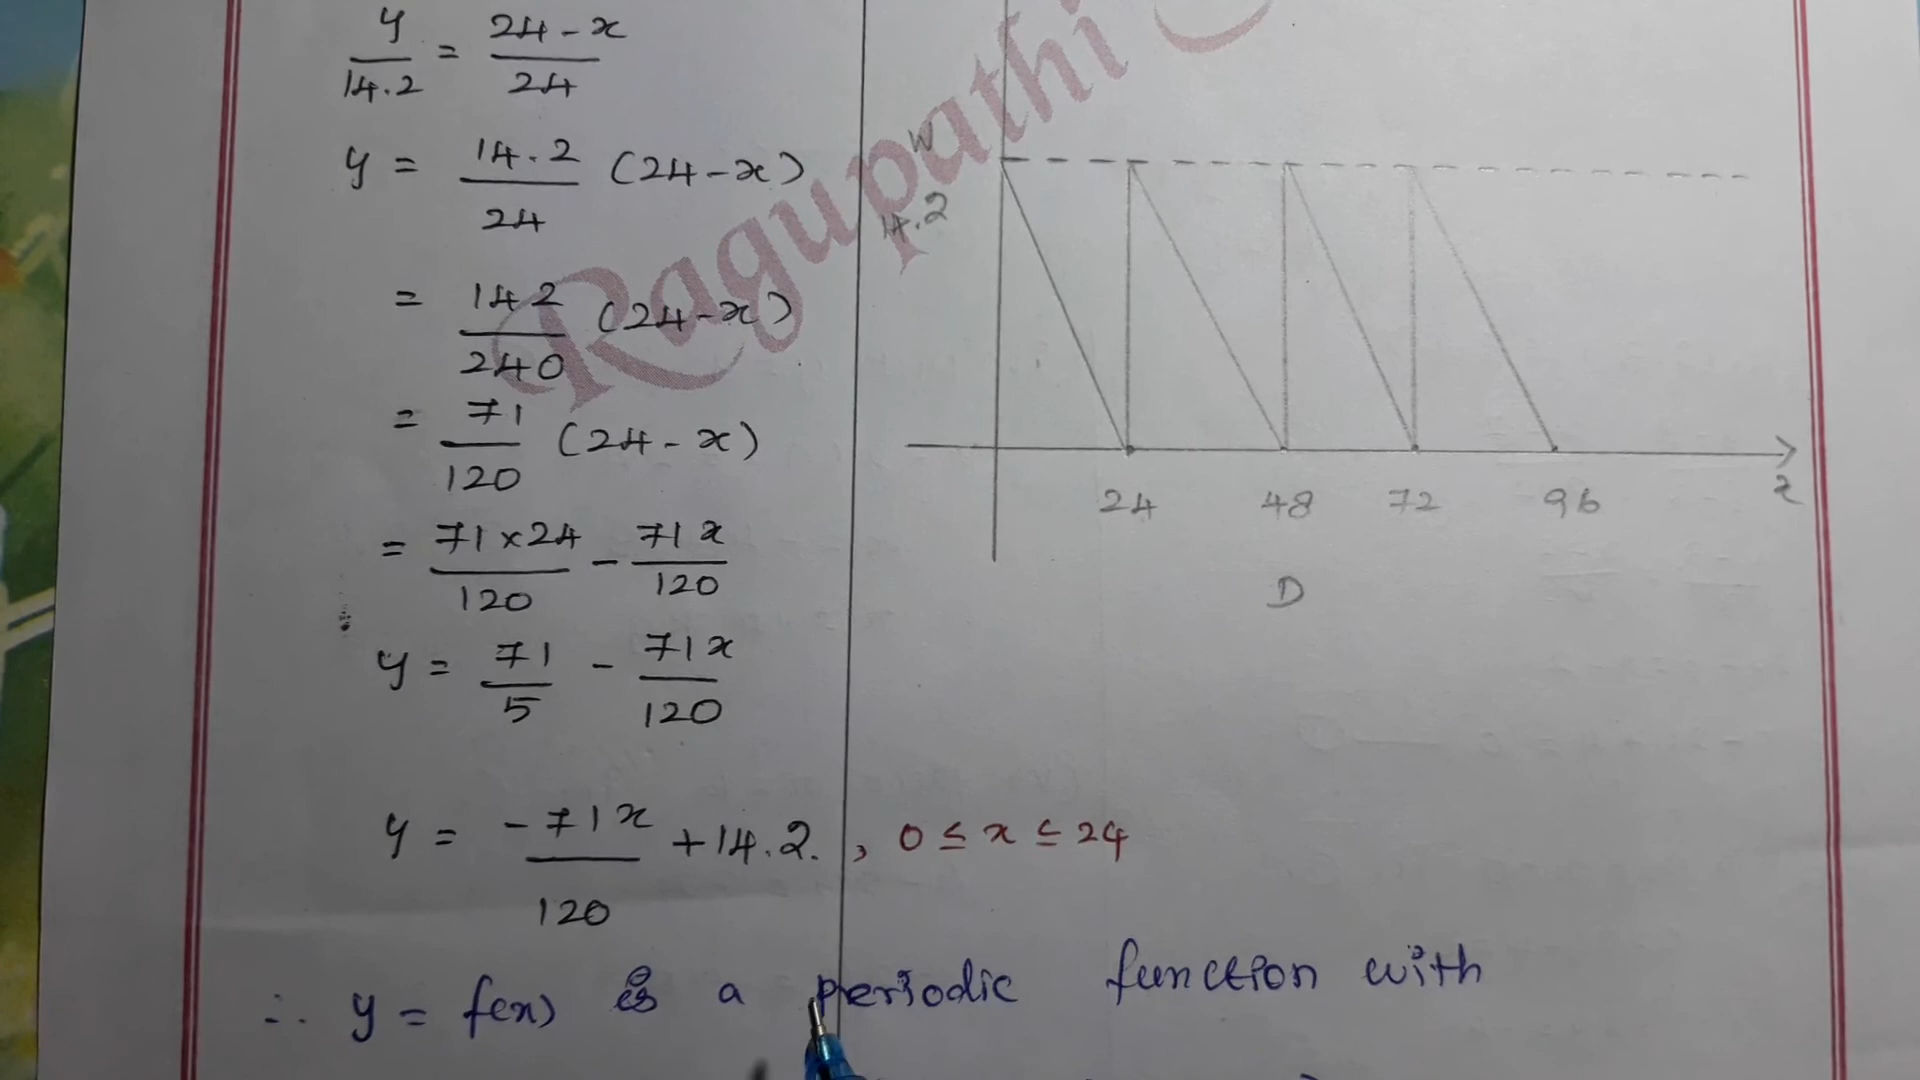 y/14.2 = 24-x/24
y = 14.2/24 (24-x)
= 142/240 (24-x)
= 71/120 (24-x)
= 71×24/120 - 71x/120
y = 71/5 - 71x/120
y = -71x/120 + 14.2. , 0 ≤ x ≤ 24
∴ y = f(x) is a periodic function with
W
14.2
24 48 72 96
x
D
Ragupathi